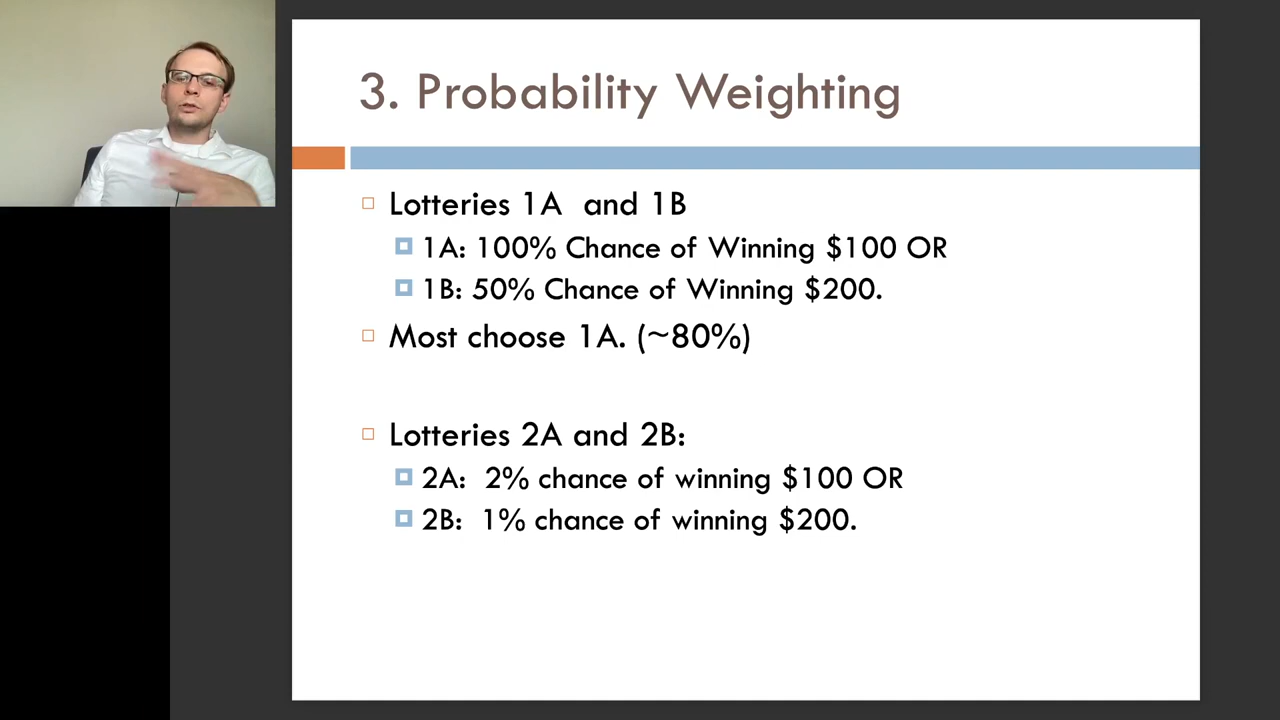 3. Probability Weighting
Lotteries 1A and 1B
1A: 100% Chance of Winning $100 OR
1B: 50% Chance of Winning $200.
Most choose 1A. (~80%)
Lotteries 2A and 2B:
2A: 2% chance of winning $100 OR
2B: 1% chance of winning $200.